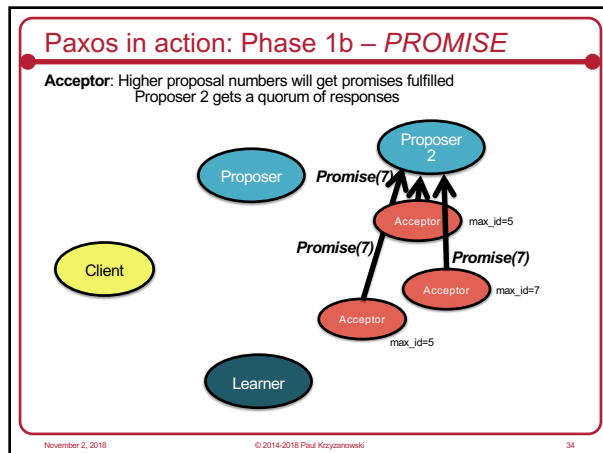 Paxos in action: Phase 1b – PROMISE
Acceptor: Higher proposal numbers will get promises fulfilled
Proposer 2 gets a quorum of responses
Proposer
2
Proposer
Promise(7)
Acceptor
max_id=5
Promise(7)
Promise(7)
Client
Acceptor
max_id=7
Acceptor
max_id=5
Learner
November 2, 2018
© 2014-2018 Paul Krzyzanowski
34